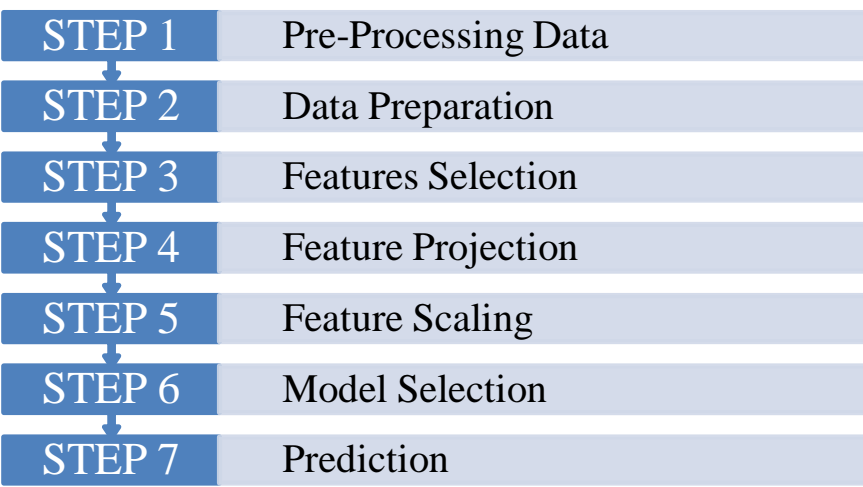 STEP 1 Pre-Processing Data
STEP 2 Data Preparation
STEP 3 Features Selection
STEP 4 Feature Projection
STEP 5 Feature Scaling
STEP 6 Model Selection
STEP 7 Prediction